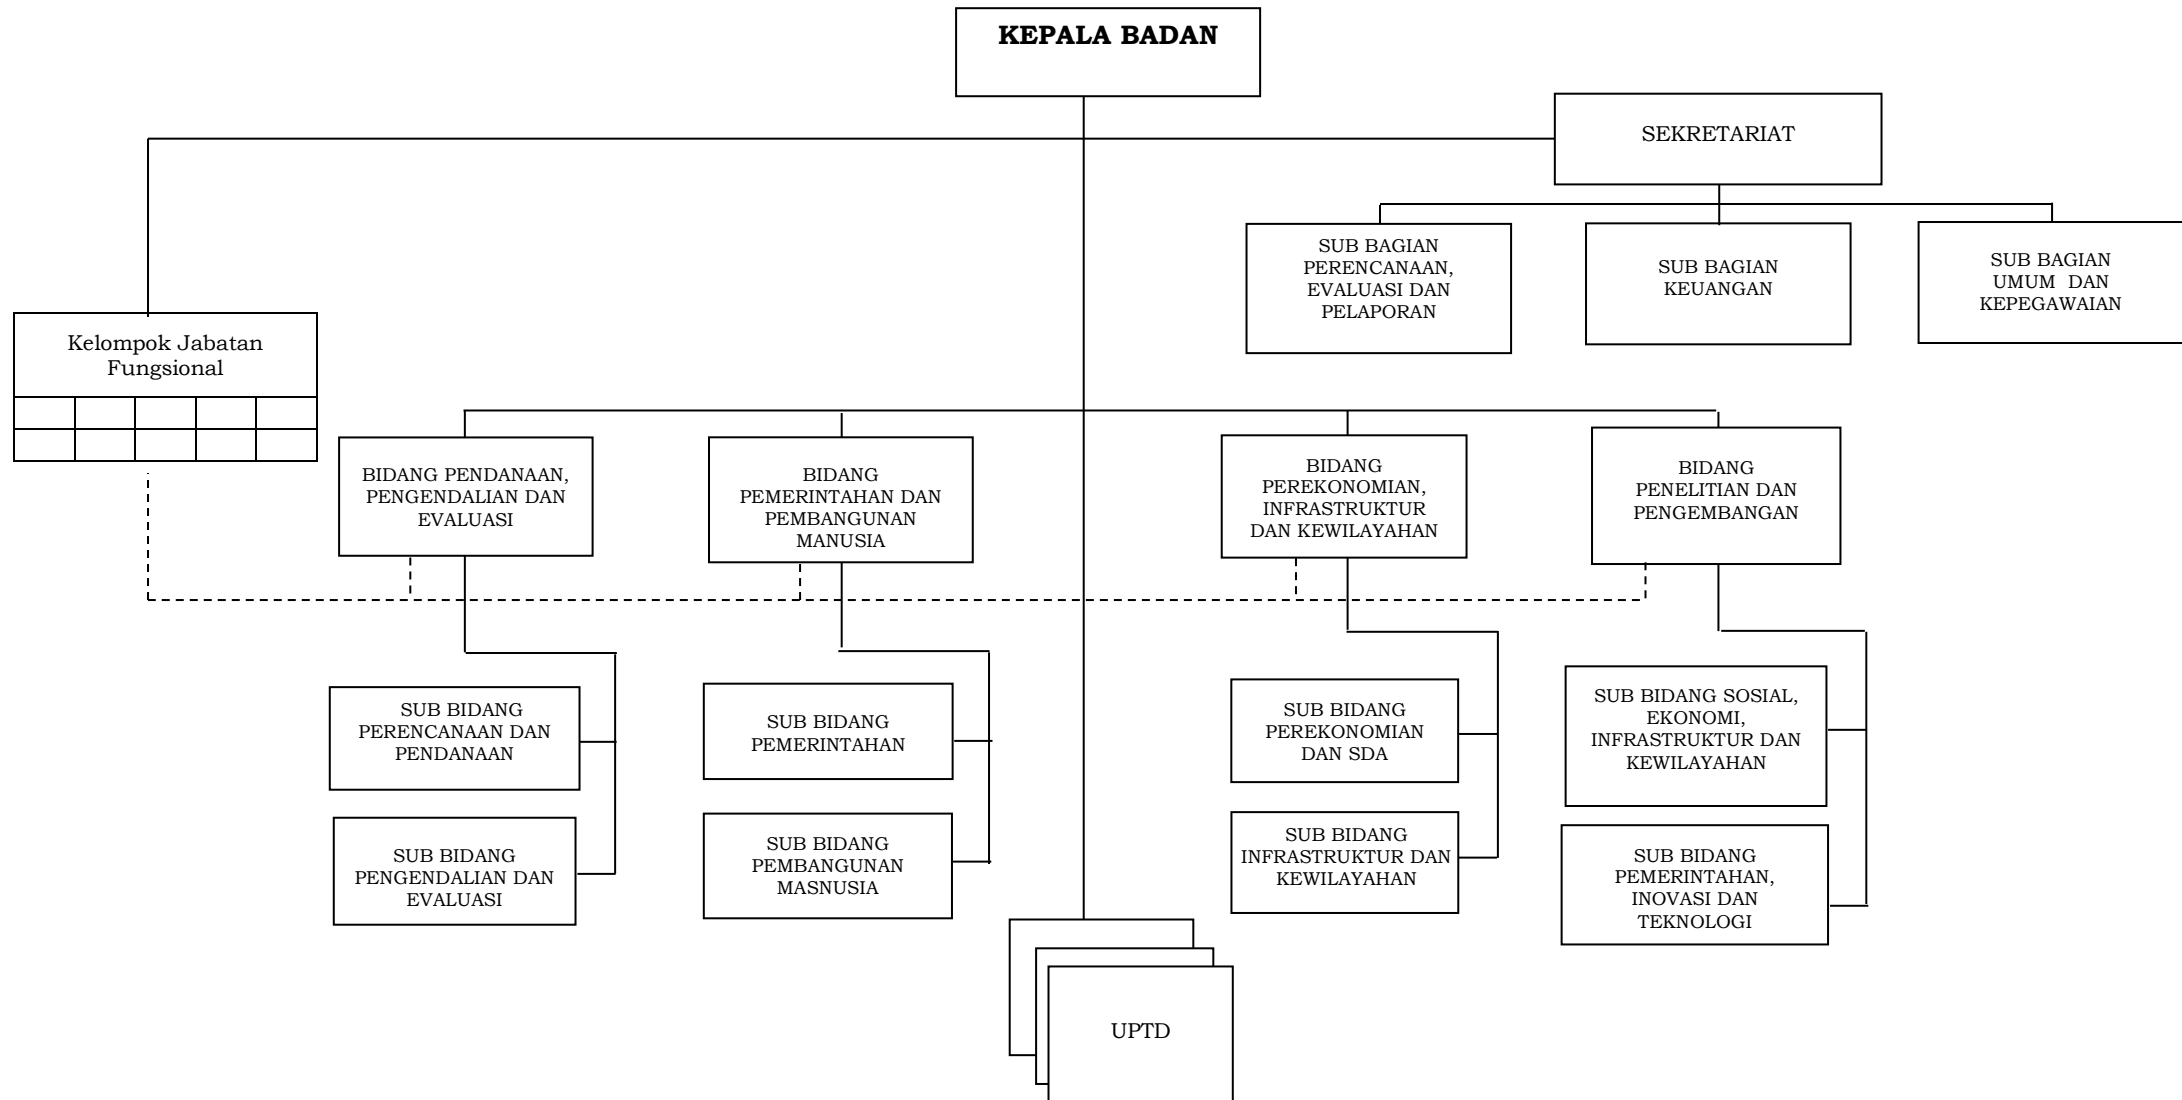 KEPALA BADAN
SEKRETARIAT
SUB BAGIAN
PERENCANAAN,
EVALUASI DAN
PELAPORAN
SUB BAGIAN
KEUANGAN
SUB BAGIAN
UMUM DAN
KEPEGAWAIAN
Kelompok Jabatan
Fungsional
BIDANG PENDANAAN,
PENGENDALIAN DAN
EVALUASI
BIDANG
PEMERINTAHAN DAN
PEMBANGUNAN
MANUSIA
BIDANG
PEREKONOMIAN,
INFRASTRUKTUR
DAN KEWILAYAHAN
BIDANG
PENELITIAN DAN
PENGEMBANGAN
SUB BIDANG
PERENCANAAN DAN
PENDANAAN
SUB BIDANG
PEMERINTAHAN
SUB BIDANG
PEREKONOMIAN
DAN SDA
SUB BIDANG SOSIAL,
EKONOMI,
INFRASTRUKTUR DAN
KEWILAYAHAN
SUB BIDANG
PENGENDALIAN DAN
EVALUASI
SUB BIDANG
PEMBANGUNAN
MASNUSIA
SUB BIDANG
INFRASTRUKTUR DAN
KEWILAYAHAN
SUB BIDANG
PEMERINTAHAN,
INOVASI DAN
TEKNOLOGI
UPTD